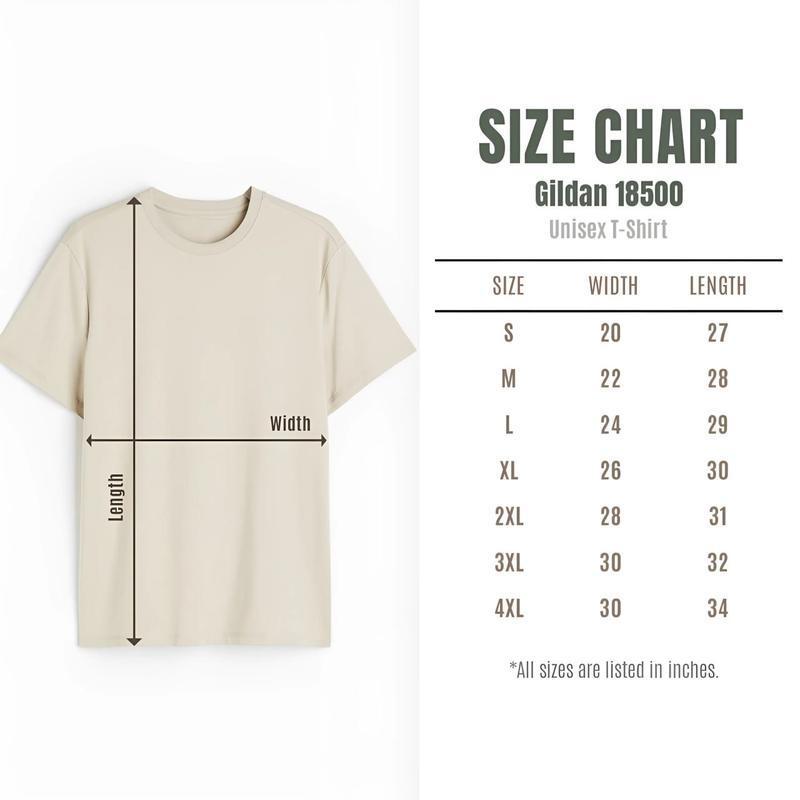 SIZE CHART
Gildan 18500
Unisex T-Shirt
SIZE WIDTH LENGTH
S 20 27
M 22 28
L 24 29
XL 26 30
2XL 28 31
3XL 30 32
4XL 30 34
*All sizes are listed in inches.
Width
Length